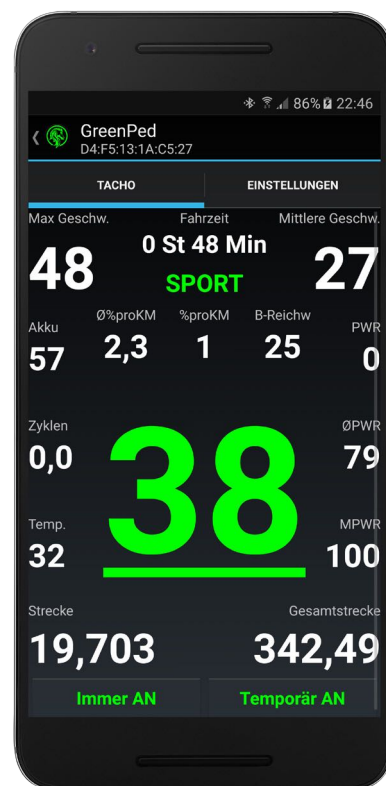 86% 22:46
GreenPed
D4:F5:13:1A:C5:27
TACHO EINSTELLUNGEN
Max Geschw. Fahrzeit Mittlere Geschw.
48 0 St 48 Min 27
SPORT
Akku Ø%proKM %proKM B-Reichw PWR
57 2,3 1 25 0
Zyklen ØPWR
0,0 38 79
Temp. MPWR
32 100
Strecke Gesamtstrecke
19,703 342,49
Immer AN Temporär AN